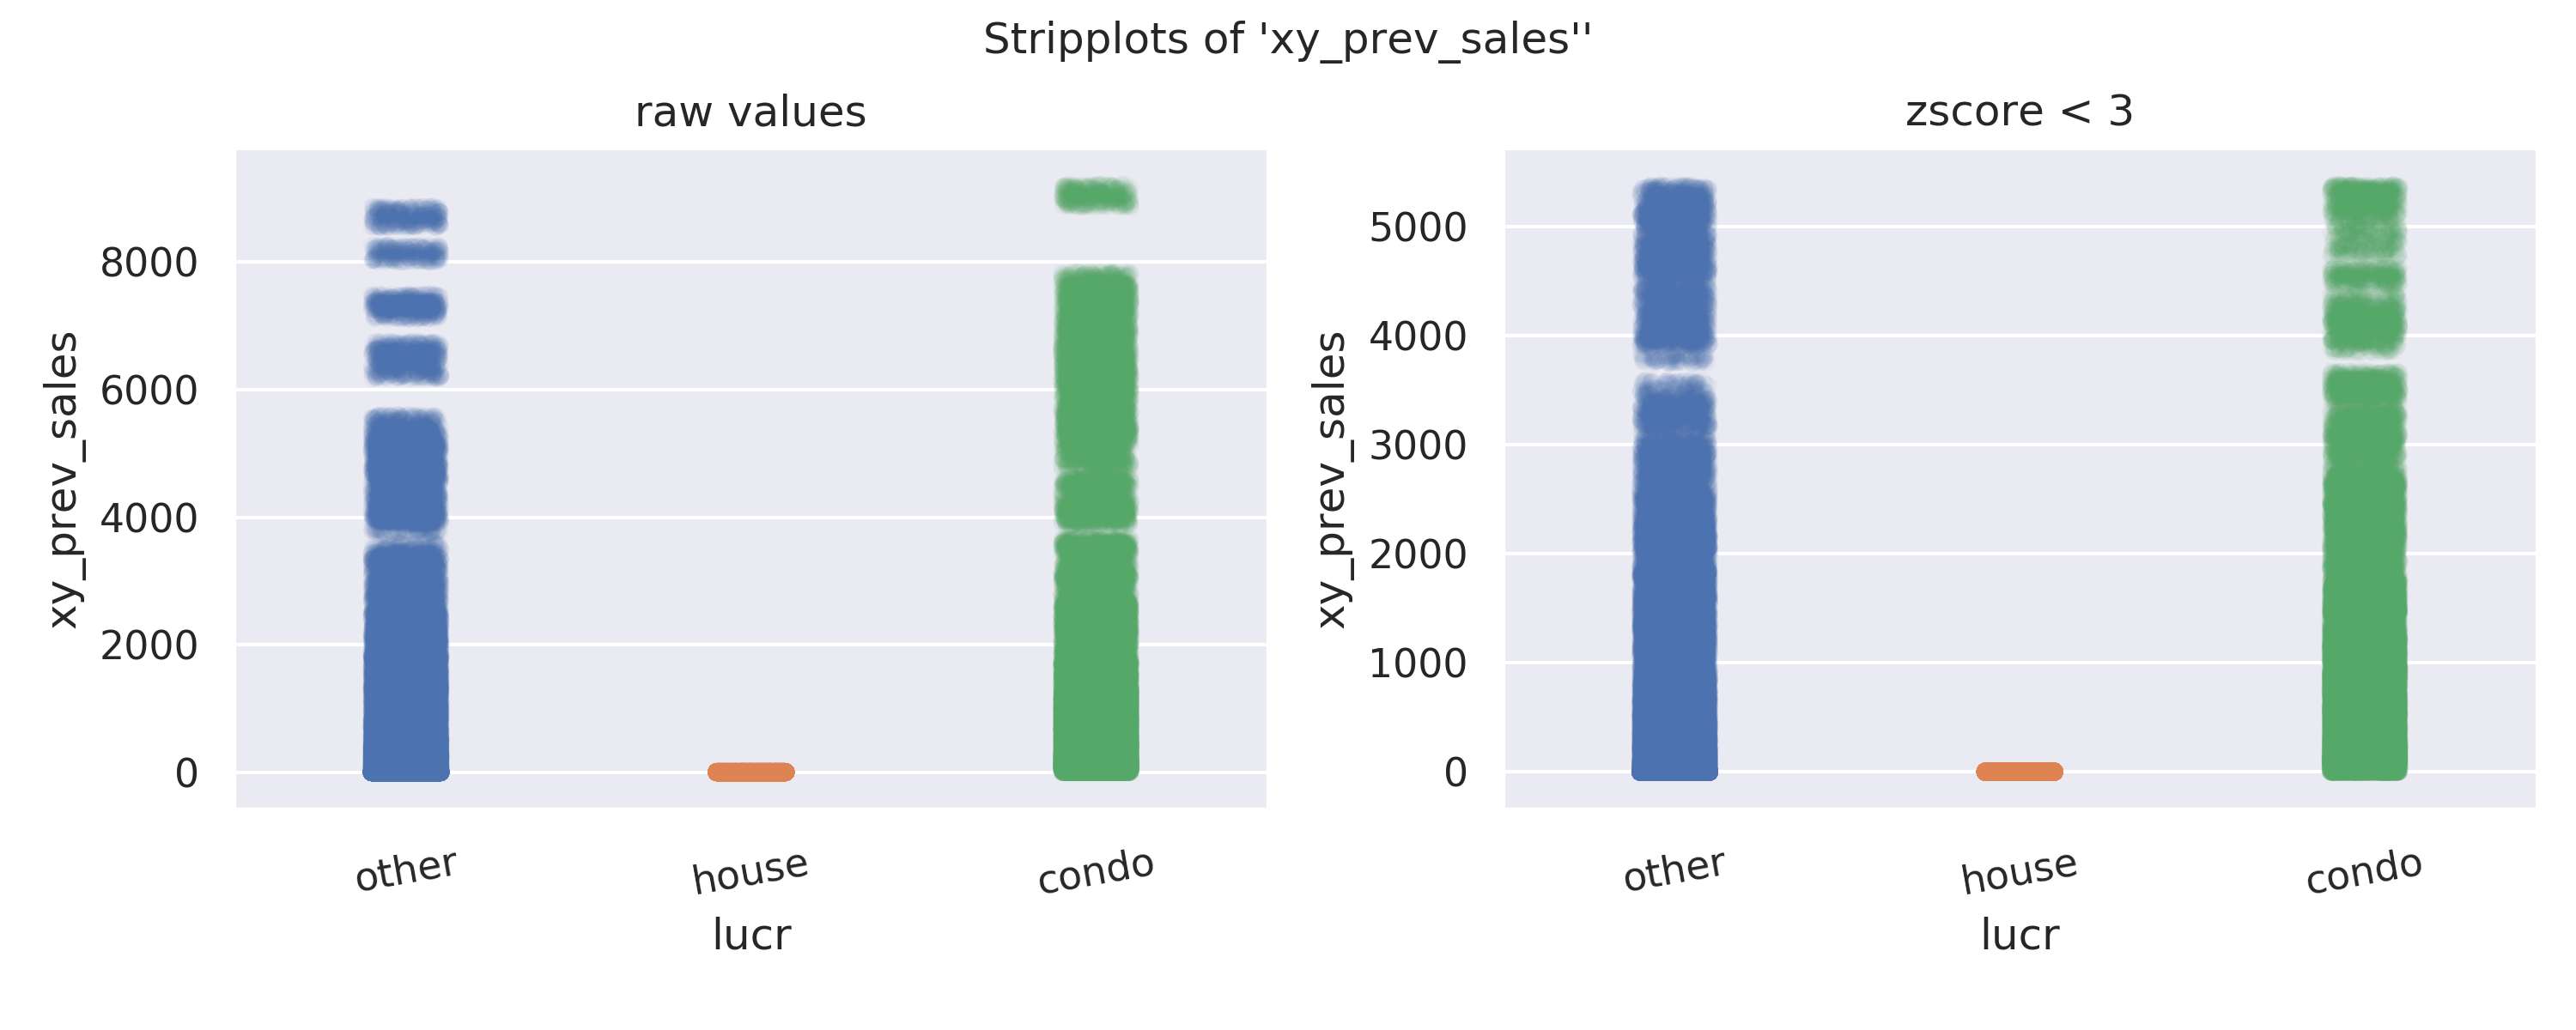 Stripplots of 'xy_prev_sales''
raw values
xy_prev_sales
8000
6000
4000
2000
0
other
house
condo
lucr
zscore < 3
xy_prev_sales
5000
4000
3000
2000
1000
0
other
house
condo
lucr